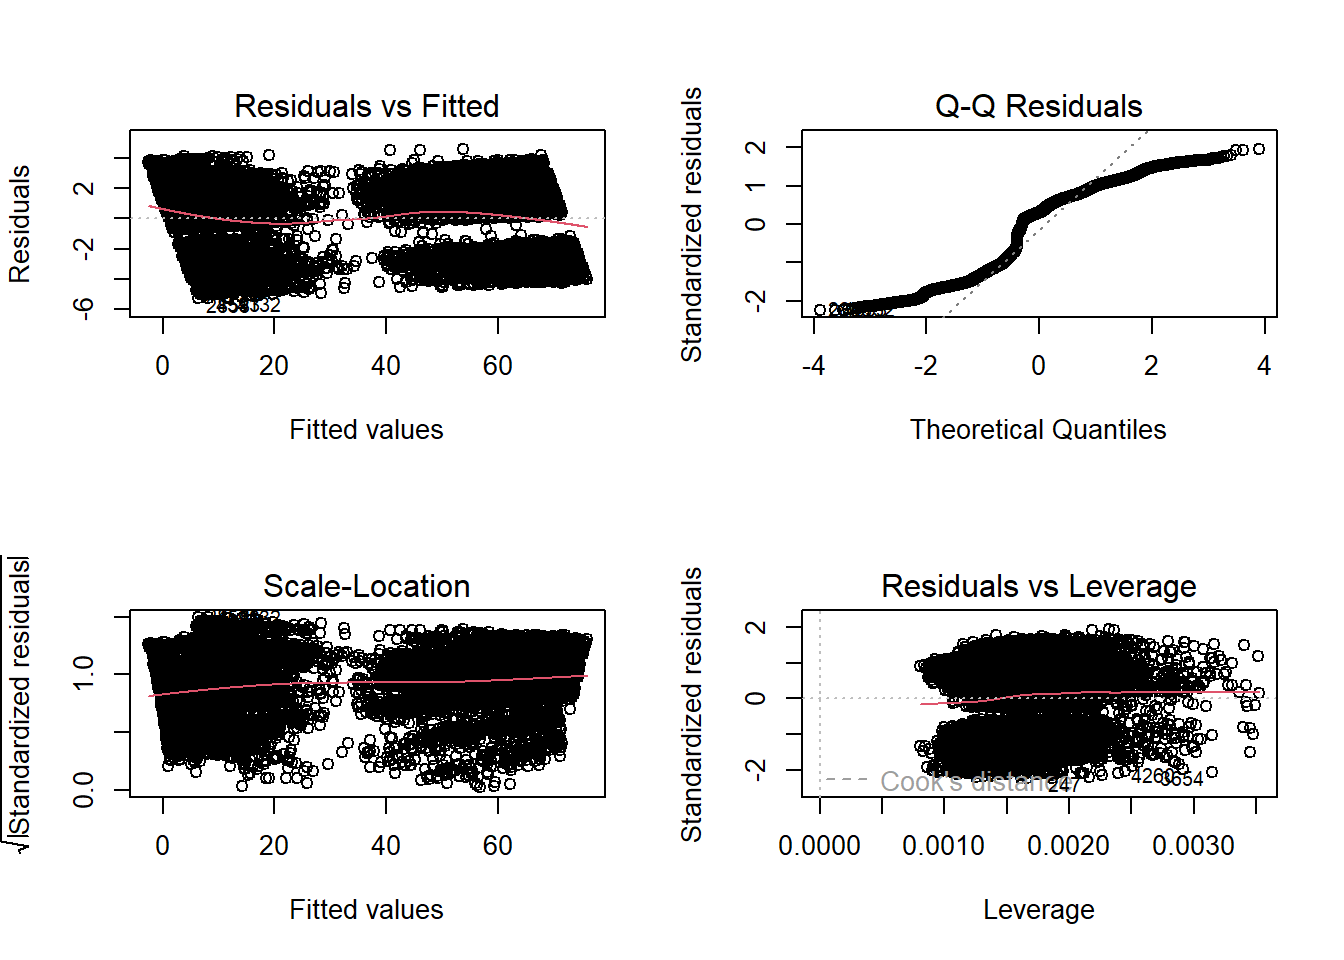 Residuals vs Fitted
Residuals
2
-2
-6
0 20 40 60
Fitted values
Q-Q Residuals
Standardized residuals
2
1
0
-2
-4 -2 0 2 4
Theoretical Quantiles
Scale-Location
√|Standardized residuals|
1.0
0.0
0 20 40 60
Fitted values
Residuals vs Leverage
Standardized residuals
2
0
-2
Cook's distance
247
4260
3654
0.0000 0.0010 0.0020 0.0030
Leverage